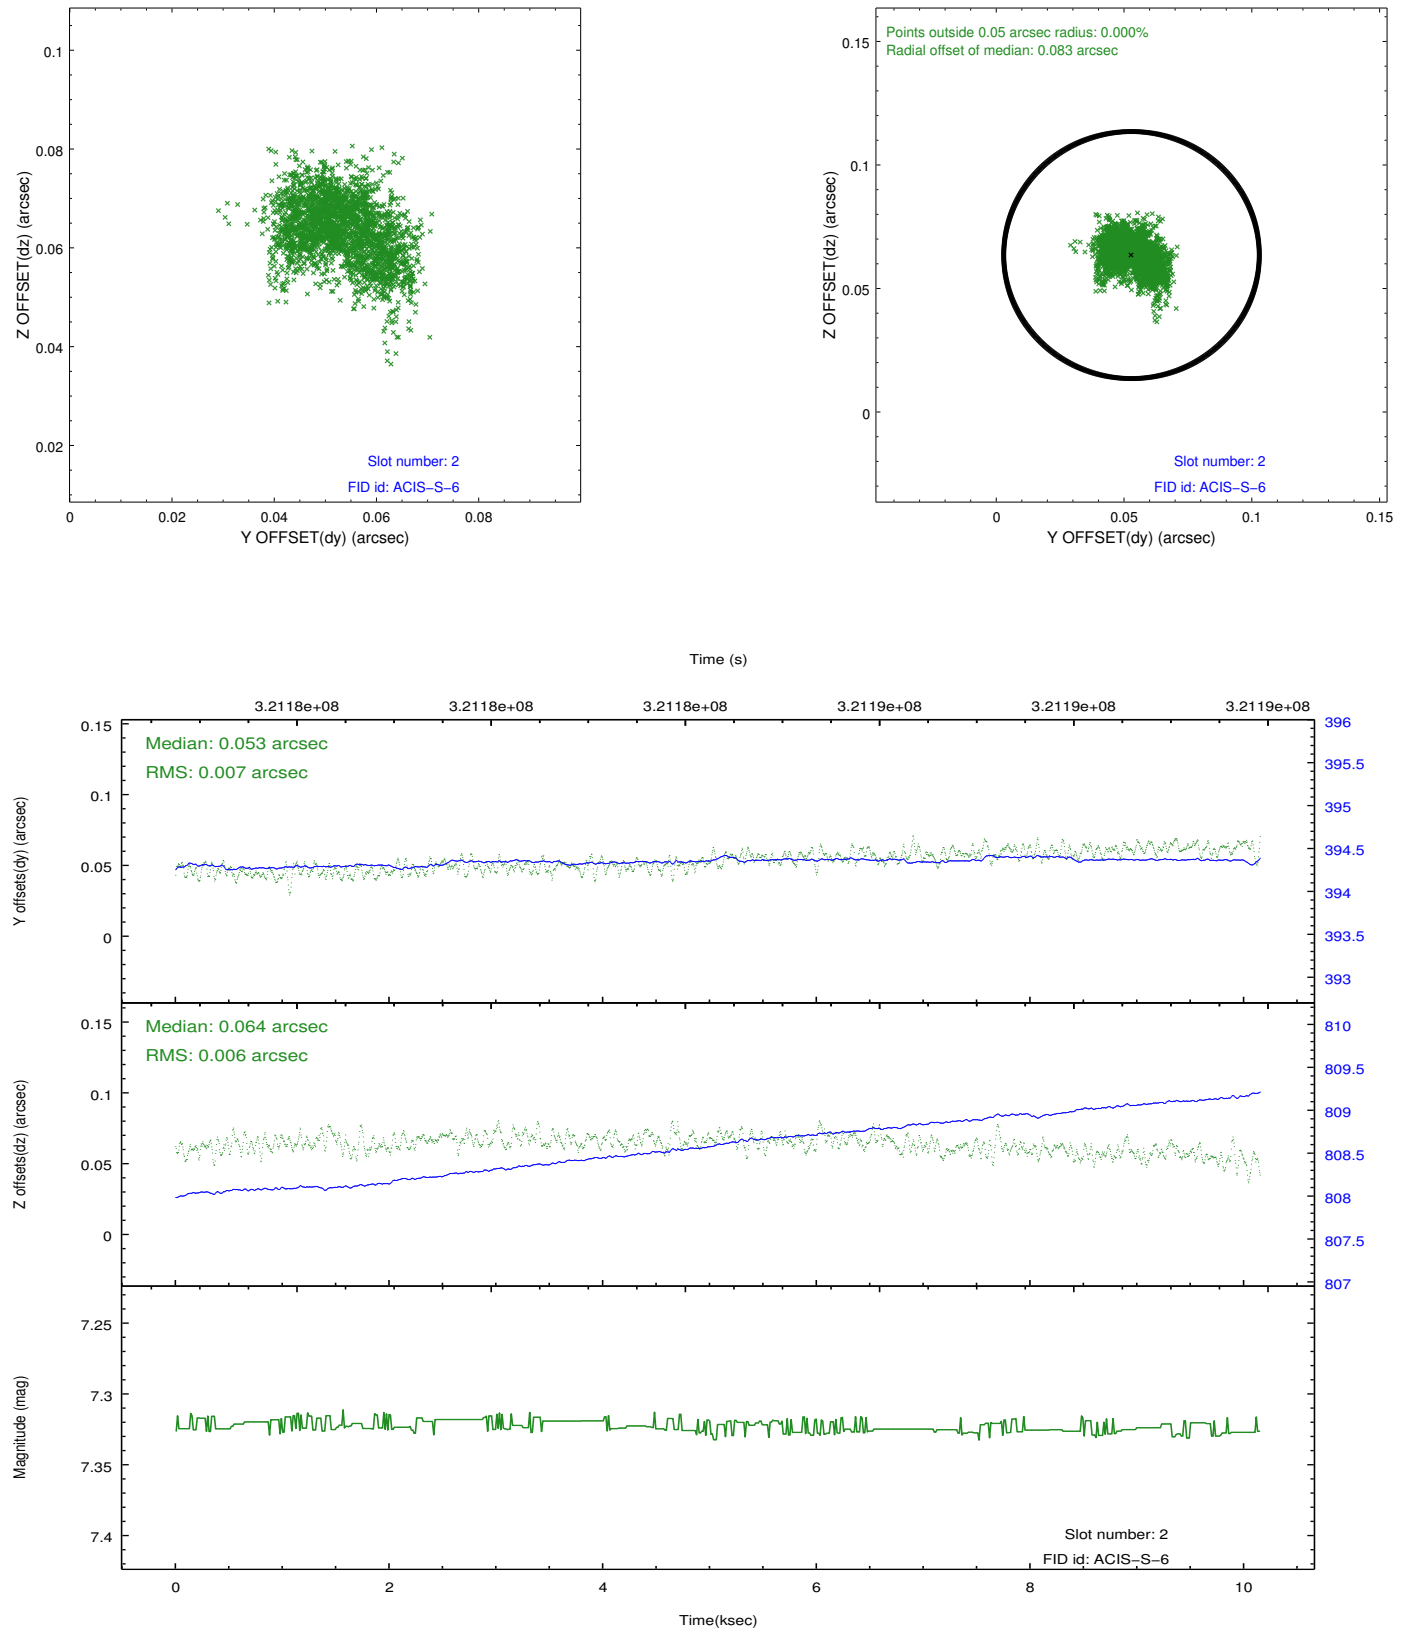 0.1
0.08
0.06
0.04
0.02
Z OFFSET(dz) (arcsec)
0 0.02 0.04 0.06 0.08
Y OFFSET(dy) (arcsec)
Slot number: 2
FID id: ACIS−S−6
Points outside 0.05 arcsec radius: 0.000%
Radial offset of median: 0.083 arcsec
0.15
0.1
0.05
0
Z OFFSET(dz) (arcsec)
0 0.05 0.1 0.15
Y OFFSET(dy) (arcsec)
Slot number: 2
FID id: ACIS−S−6
Time (s)
3.2118e+08 3.2118e+08 3.2118e+08 3.2119e+08 3.2119e+08 3.2119e+08
Median: 0.053 arcsec
RMS: 0.007 arcsec
0.15
0.1
0.05
0
Y offsets(dy) (arcsec)
396
395.5
395
394.5
394
393.5
393
Median: 0.064 arcsec
RMS: 0.006 arcsec
0.15
0.1
0.05
0
Z offsets(dz) (arcsec)
810
809.5
809
808.5
808
807.5
807
7.25
7.3
7.35
7.4
Magnitude (mag)
Slot number: 2
FID id: ACIS−S−6
0 2 4 6 8 10
Time(ksec)